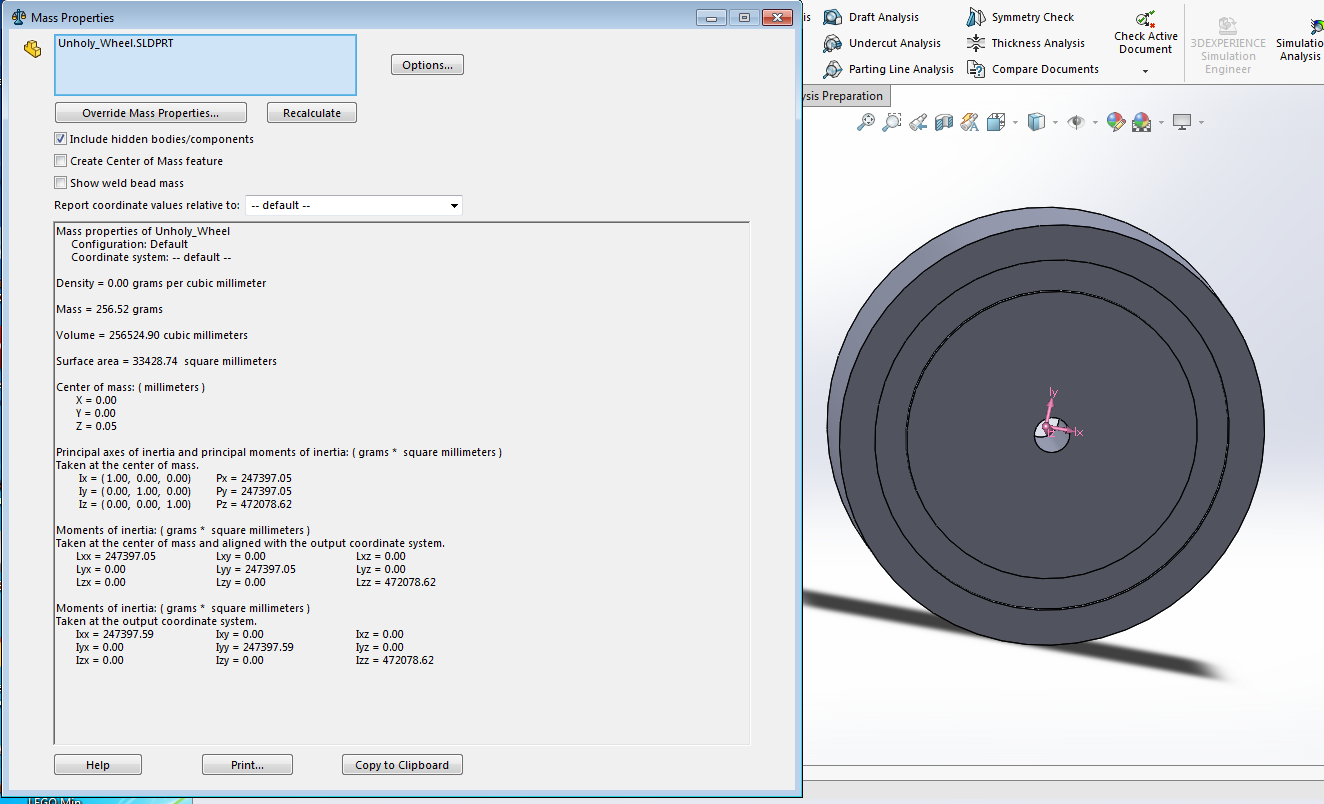 Mass Properties
Unholy_Wheel.SLDPRT
Options...
Override Mass Properties...
Recalculate
Include hidden bodies/components
Create Center of Mass feature
Show weld bead mass
Report coordinate values relative to: -- default --
Mass properties of Unholy_Wheel
Configuration: Default
Coordinate system: -- default --
Density = 0.00 grams per cubic millimeter
Mass = 256.52 grams
Volume = 256524.90 cubic millimeters
Surface area = 33428.74 square millimeters
Center of mass: ( millimeters )
X = 0.00
Y = 0.00
Z = 0.05
Principal axes of inertia and principal moments of inertia: ( grams * square millimeters )
Taken at the center of mass.
Ix = ( 1.00, 0.00, 0.00) Px = 247397.05
Iy = ( 0.00, 1.00, 0.00) Py = 247397.05
Iz = ( 0.00, 0.00, 1.00) Pz = 472078.62
Moments of inertia: ( grams * square millimeters )
Taken at the center of mass and aligned with the output coordinate system.
Lxx = 247397.05 Lxy = 0.00 Lxz = 0.00
Lyx = 0.00 Lyy = 247397.05 Lyz = 0.00
Lzx = 0.00 Lzy = 0.00 Lzz = 472078.62
Moments of inertia: ( grams * square millimeters )
Taken at the output coordinate system.
Ixx = 247397.59 Ixy = 0.00 Ixz = 0.00
Iyx = 0.00 Iyy = 247397.59 Iyz = 0.00
Izx = 0.00 Izy = 0.00 Izz = 472078.62
Help
Print...
Copy to Clipboard
LEGO Min
is
Draft Analysis
Undercut Analysis
Parting Line Analysis
Symmetry Check
Thickness Analysis
Compare Documents
Check Active
Document
3DEXPERIENCE
Simulation
Engineer
Simulatio
Analysis
ysis Preparation
Iy
Ix